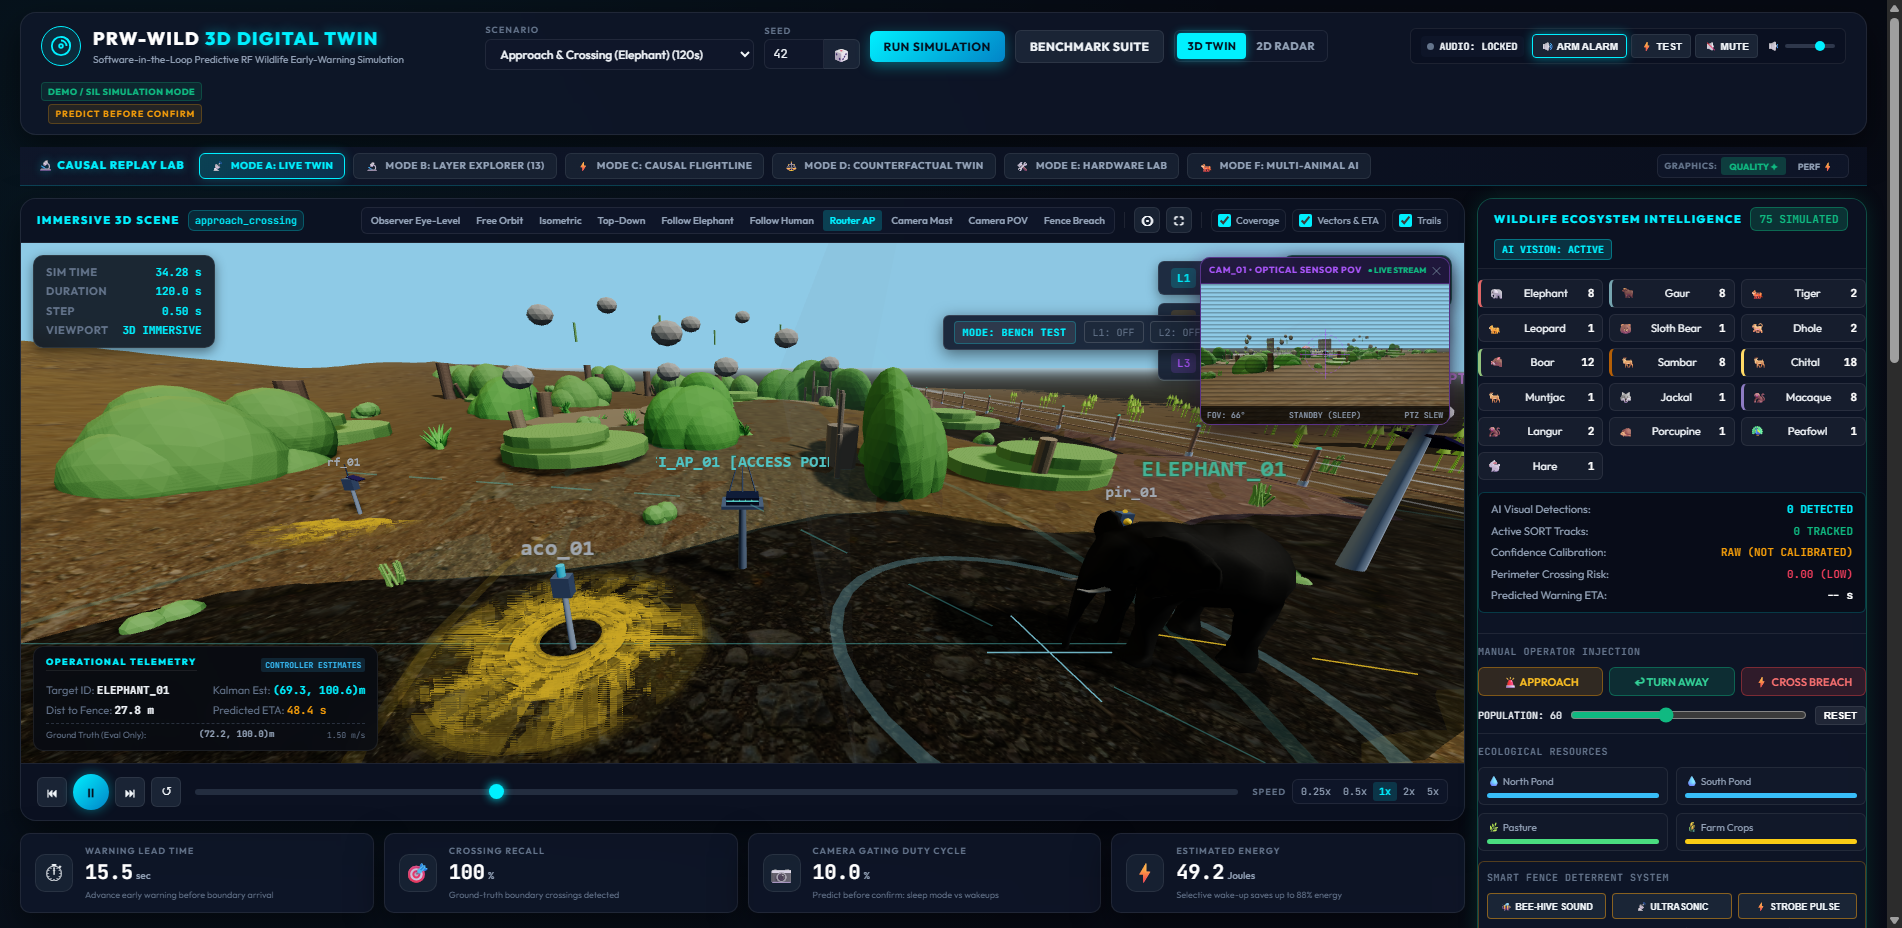 PRW-WILD 3D DIGITAL TWIN
Software-in-the-Loop Predictive RF Wildlife Early-Warning Simulation
DEMO / SIL SIMULATION MODE
PREDICT BEFORE CONFIRM
SCENARIO
Approach & Crossing (Elephant) (120s)
SEED
42
RUN SIMULATION
BENCHMARK SUITE
3D TWIN
2D RADAR
AUDIO: LOCKED
ARM ALARM
TEST
MUTE
CAUSAL REPLAY LAB
MODE A: LIVE TWIN
MODE B: LAYER EXPLORER (13)
MODE C: CAUSAL FLIGHTLINE
MODE D: COUNTERFACTUAL TWIN
MODE E: HARDWARE LAB
MODE F: MULTI-ANIMAL AI
GRAPHICS:
QUALITY
PERF
IMMERSIVE 3D SCENE
approach_crossing
Observer Eye-Level
Free Orbit
Isometric
Top-Down
Follow Elephant
Follow Human
Router AP
Camera Mast
Camera POV
Fence Breach
Coverage
Vectors & ETA
Trails
SIM TIME 34.28 s
DURATION 120.0 s
STEP 0.50 s
VIEWPORT 3D IMMERSIVE
L1
L3
MODE: BENCH TEST
L1: OFF
L2: OFF
CAM_01 • OPTICAL SENSOR POV
● LIVE STREAM
FOV: 66°
STANDBY (SLEEP)
PTZ SLEW
rf_01
I_AP_01 [ACCESS POI
ELEPHANT_01
pir_01
aco_01
OPERATIONAL TELEMETRY
CONTROLLER ESTIMATES
Target ID: ELEPHANT_01
Kalman Est: (69.3, 100.6)m
Dist to Fence: 27.8 m
Predicted ETA: 48.4 s
Ground Truth (Eval Only): (72.2, 100.0)m 1.50 m/s
SPEED
0.25x
0.5x
1x
2x
5x
WARNING LEAD TIME
15.5 sec
Advance early warning before boundary arrival
CROSSING RECALL
100 %
Ground-truth boundary crossings detected
CAMERA GATING DUTY CYCLE
10.0 %
Predict before confirm: sleep mode vs wakeups
ESTIMATED ENERGY
49.2 Joules
Selective wake-up saves up to 88% energy
WILDLIFE ECOSYSTEM INTELLIGENCE
75 SIMULATED
AI VISION: ACTIVE
Elephant 8
Gaur 8
Tiger 2
Leopard 1
Sloth Bear 1
Dhole 2
Boar 12
Sambar 8
Chital 18
Muntjac 1
Jackal 1
Macaque 8
Langur 2
Porcupine 1
Peafowl 1
Hare 1
AI Visual Detections: 0 DETECTED
Active SORT Tracks: 0 TRACKED
Confidence Calibration: RAW (NOT CALIBRATED)
Perimeter Crossing Risk: 0.00 (LOW)
Predicted Warning ETA: -- s
MANUAL OPERATOR INJECTION
APPROACH
TURN AWAY
CROSS BREACH
POPULATION: 60
RESET
ECOLOGICAL RESOURCES
North Pond
South Pond
Pasture
Farm Crops
SMART FENCE DETERRENT SYSTEM
BEE-HIVE SOUND
ULTRASONIC
STROBE PULSE